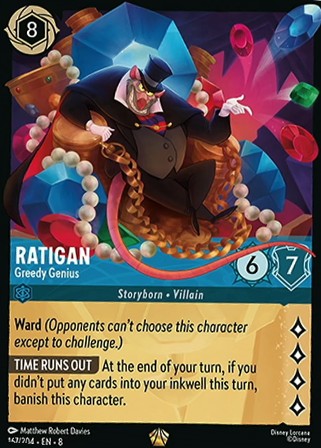 8
RATIGAN
Greedy Genius
6
7
Storyborn • Villain
Ward (Opponents can't choose this character
except to challenge.)
TIME RUNS OUT At the end of your turn, if you
didn't put any cards into your inkwell this turn,
banish this character.
Matthew Robert Davies
147/204 • EN • 8
Disney Lorcana
©Disney